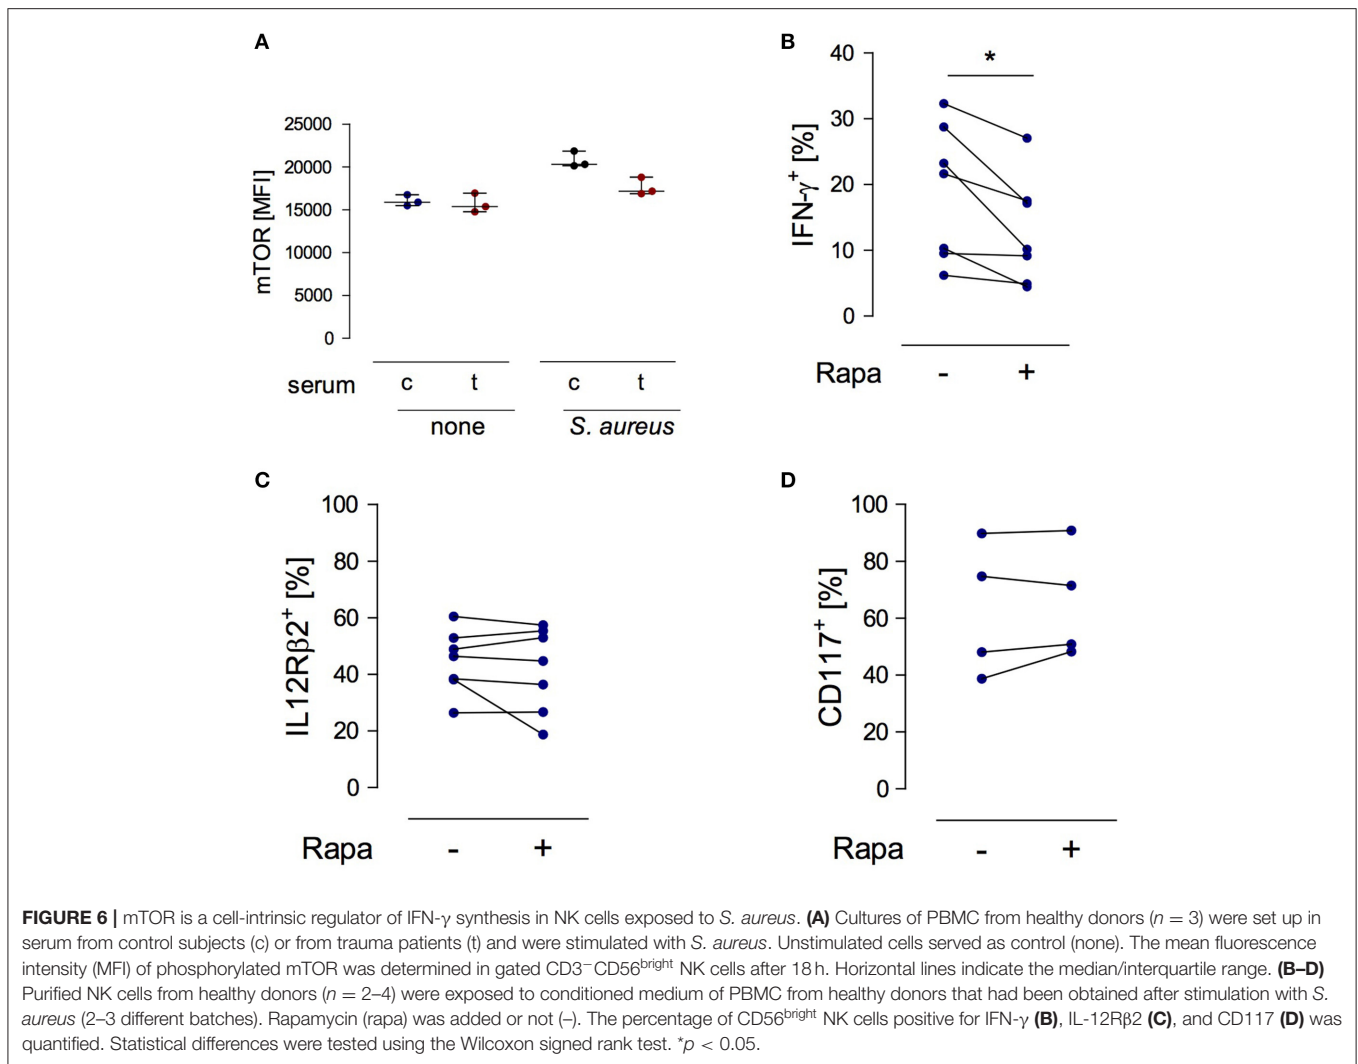 A
25000
20000
15000
10000
5000
0
mTOR [MFI]
serum c t c t
none S. aureus
B
*
40
30
20
10
0
IFN-γ+ [%]
Rapa - +
C
100
80
60
40
20
0
IL12Rβ2+ [%]
Rapa - +
D
100
80
60
40
20
0
CD117+ [%]
Rapa - +
FIGURE 6 | mTOR is a cell-intrinsic regulator of IFN-γ synthesis in NK cells exposed to S. aureus. (A) Cultures of PBMC from healthy donors (n = 3) were set up in
serum from control subjects (c) or from trauma patients (t) and were stimulated with S. aureus. Unstimulated cells served as control (none). The mean fluorescence
intensity (MFI) of phosphorylated mTOR was determined in gated CD3−CD56bright NK cells after 18 h. Horizontal lines indicate the median/interquartile range. (B–D)
Purified NK cells from healthy donors (n = 2–4) were exposed to conditioned medium of PBMC from healthy donors that had been obtained after stimulation with S.
aureus (2–3 different batches). Rapamycin (rapa) was added or not (–). The percentage of CD56bright NK cells positive for IFN-γ (B), IL-12Rβ2 (C), and CD117 (D) was
quantified. Statistical differences were tested using the Wilcoxon signed rank test. *p < 0.05.